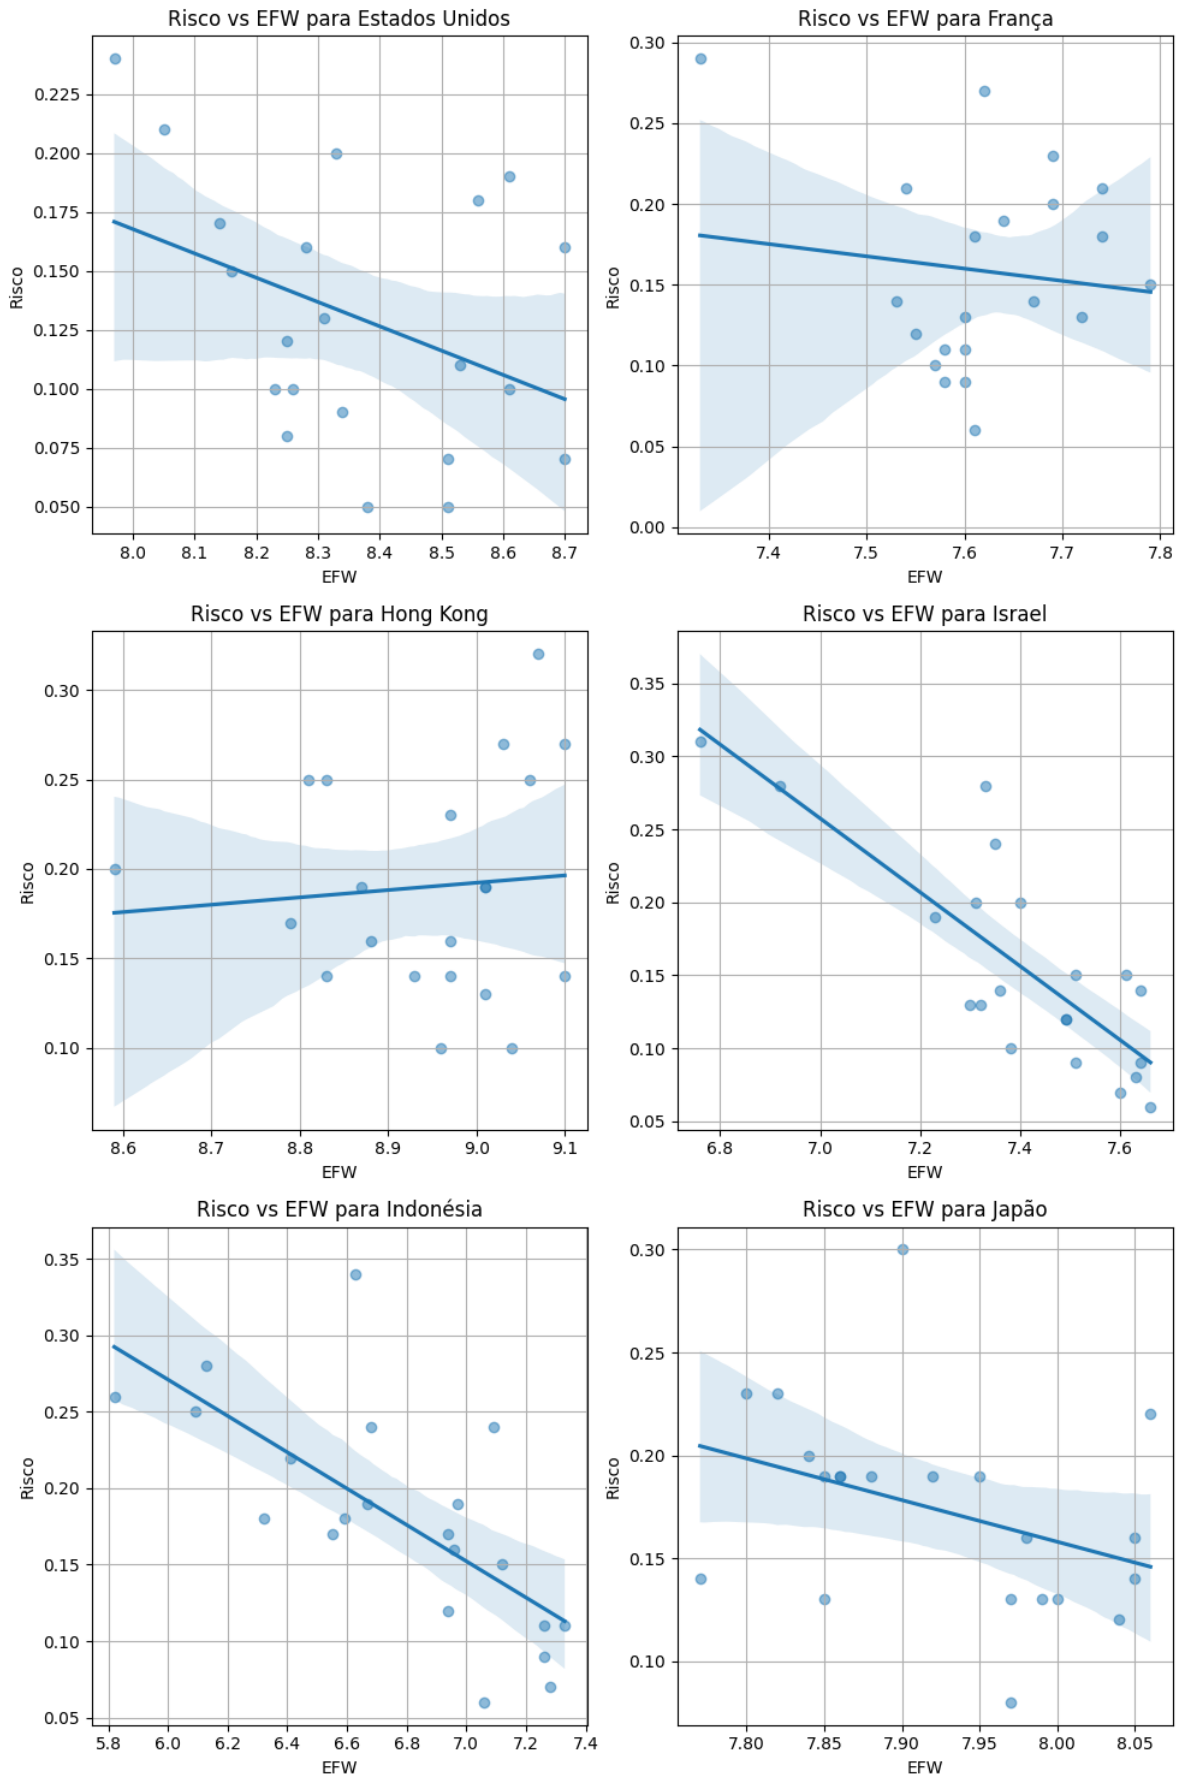 Risco vs EFW para Estados Unidos
Risco
0.225
0.200
0.175
0.150
0.125
0.100
0.075
0.050
8.0 8.1 8.2 8.3 8.4 8.5 8.6 8.7
EFW
Risco vs EFW para França
Risco
0.30
0.25
0.20
0.15
0.10
0.05
0.00
7.4 7.5 7.6 7.7 7.8
EFW
Risco vs EFW para Hong Kong
Risco
0.30
0.25
0.20
0.15
0.10
8.6 8.7 8.8 8.9 9.0 9.1
EFW
Risco vs EFW para Israel
Risco
0.35
0.30
0.25
0.20
0.15
0.10
0.05
6.8 7.0 7.2 7.4 7.6
EFW
Risco vs EFW para Indonésia
Risco
0.35
0.30
0.25
0.20
0.15
0.10
0.05
5.8 6.0 6.2 6.4 6.6 6.8 7.0 7.2 7.4
EFW
Risco vs EFW para Japão
Risco
0.30
0.25
0.20
0.15
0.10
7.80 7.85 7.90 7.95 8.00 8.05
EFW